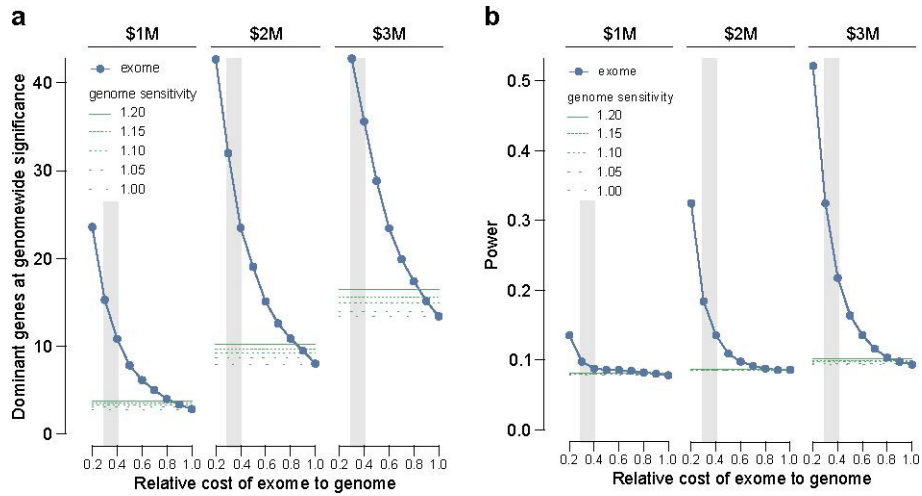 a
$1M $2M $3M
exome
genome sensitivity
1.20
1.15
1.10
1.05
1.00
Dominant genes at genomewide significance
40
30
20
10
0
0.2 0.4 0.6 0.8 1.0 0.2 0.4 0.6 0.8 1.0 0.2 0.4 0.6 0.8 1.0
Relative cost of exome to genome
b
$1M $2M $3M
exome
genome sensitivity
1.20
1.15
1.10
1.05
1.00
Power
0.5
0.4
0.3
0.2
0.1
0.0
0.2 0.4 0.6 0.8 1.0 0.2 0.4 0.6 0.8 1.0 0.2 0.4 0.6 0.8 1.0
Relative cost of exome to genome